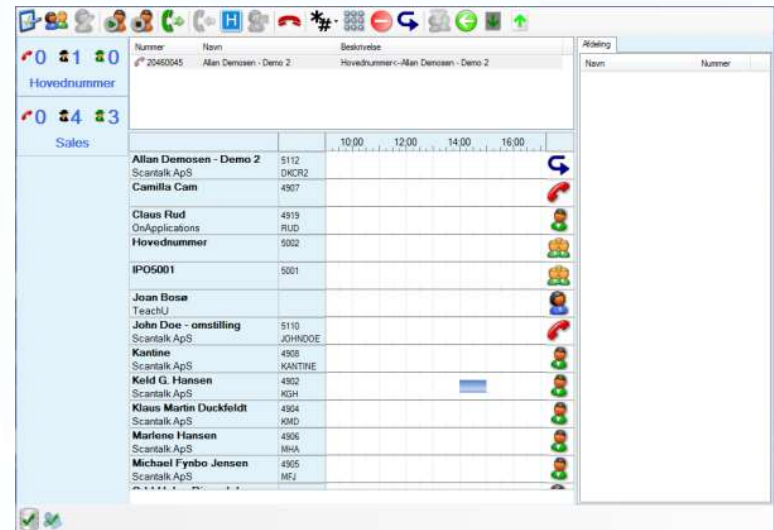 H
*#
0 1 0
Hovednummer
0 4 3
Sales
Nummer Navn Beskrivelse
20460045 Allan Demosen - Demo 2 Hovednummer<--Allan Demosen - Demo 2
Afdeling
Navn Nummer
10:00 12:00 14:00 16:00
Allan Demosen - Demo 2 5112
Scantalk ApS DKCR2
Camilla Cam 4907
Claus Rud 4919
OnApplications RUD
Hovednummer 5002
IPO5001 5001
Joan Bosø
TeachU
John Doe - omstilling 5110
Scantalk ApS JOHNDOE
Kantine 4908
Scantalk ApS KANTINE
Keld G. Hansen 4902
Scantalk ApS KGH
Klaus Martin Duckfeldt 4904
Scantalk ApS KMD
Marlene Hansen 4906
Scantalk ApS MHA
Michael Fynbo Jensen 4905
Scantalk ApS MFJ